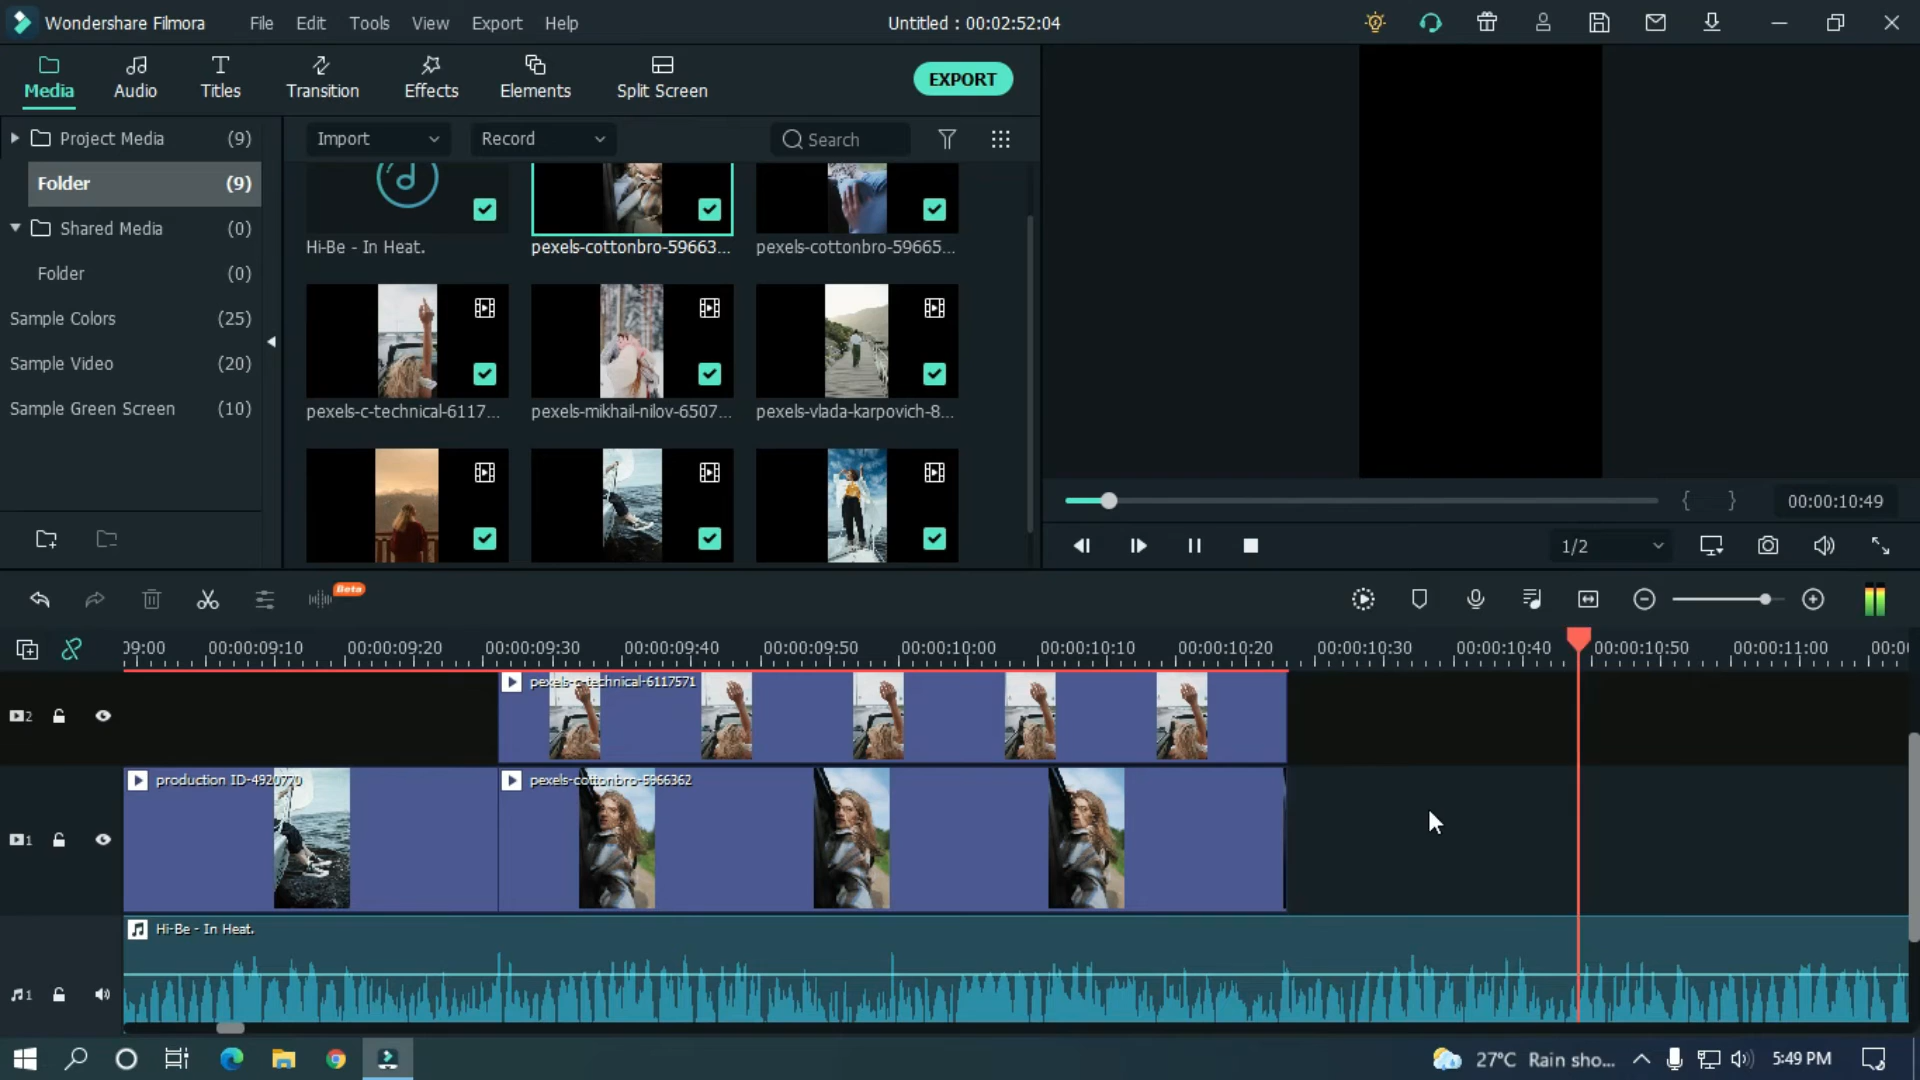 Wondershare Filmora File Edit Tools View Export Help Untitled : 00:02:52:04
Media Audio Titles Transition Effects Elements Split Screen EXPORT
Project Media (9)
Folder (9)
Shared Media (0)
Folder (0)
Sample Colors (25)
Sample Video (20)
Sample Green Screen (10)
Import Record Search
Hi-Be - In Heat. pexels-cottonbro-59663... pexels-cottonbro-59665...
pexels-c-technical-6117... pexels-mikhail-nilov-6507... pexels-vlada-karpovich-8...
{ } 00:00:10:49
1/2
Beta
09:00 00:00:09:10 00:00:09:20 00:00:09:30 00:00:09:40 00:00:09:50 00:00:10:00 00:00:10:10 00:00:10:20 00:00:10:30 00:00:10:40 00:00:10:50 00:00:11:00 00:00
2 pexels-c-technical-6117571
production ID-4920770 pexels-cottonbro-5966362
1
Hi-Be - In Heat.
1
27°C Rain sho... 5:49 PM